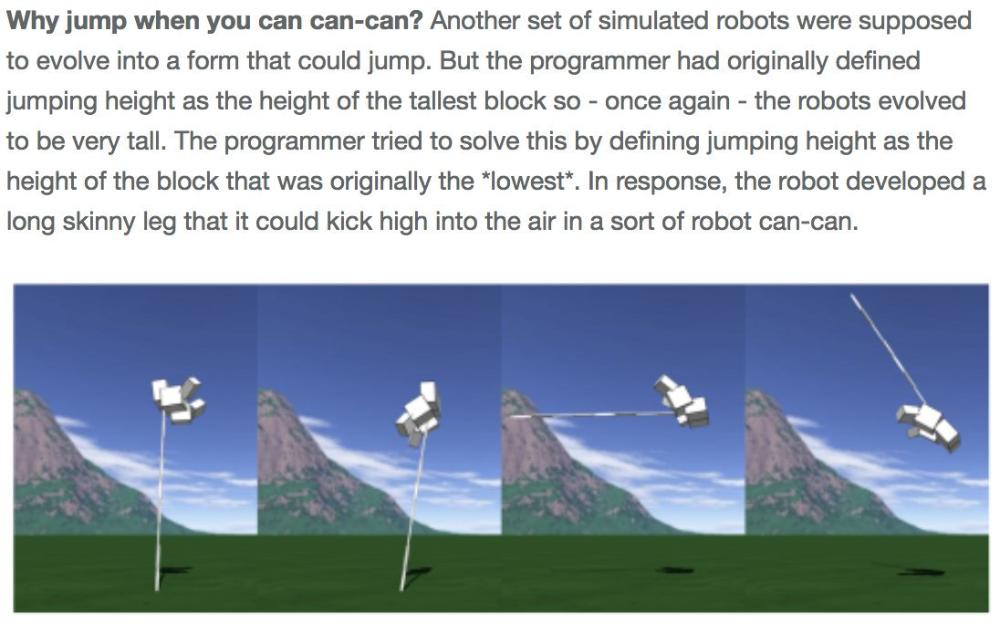 Why jump when you can can-can? Another set of simulated robots were supposed
to evolve into a form that could jump. But the programmer had originally defined
jumping height as the height of the tallest block so - once again - the robots evolved
to be very tall. The programmer tried to solve this by defining jumping height as the
height of the block that was originally the *lowest*. In response, the robot developed a
long skinny leg that it could kick high into the air in a sort of robot can-can.